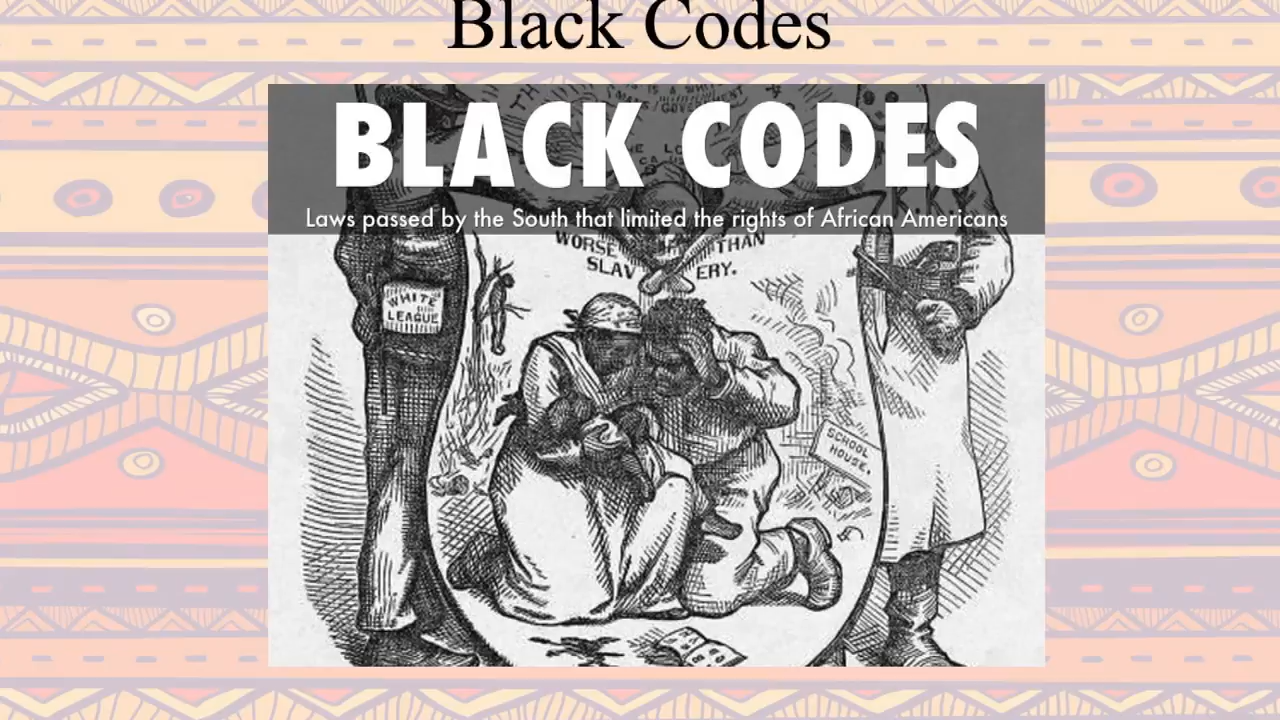 Black Codes
BLACK CODES
Laws passed by the South that limited the rights of African Americans
WORSE THAN
SLAV ERY.
WHITE
LEAGUE
SCHOOL
HOUSE.